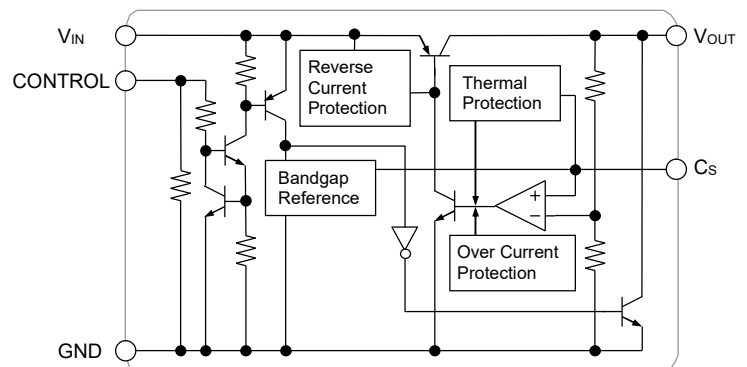 VIN
VOUT
CONTROL
Reverse
Current
Protection
Thermal
Protection
CS
Bandgap
Reference
+
−
Over Current
Protection
GND